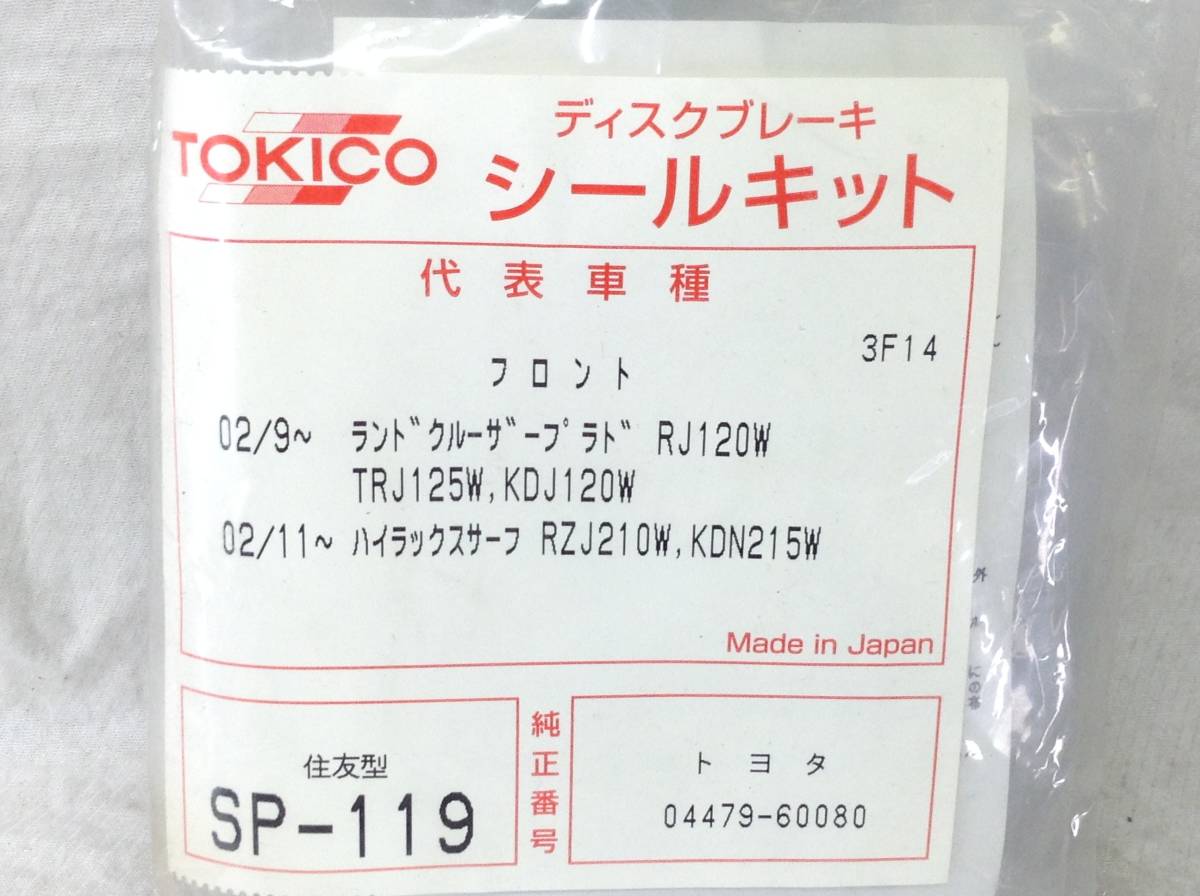 TOKICO
ディスクブレーキ
シールキット
代表車種
3F14
フロント
02/9~ ランドクルーザープラド RJ120W
TRJ125W,KDJ120W
02/11~ ハイラックスサーフ RZJ210W,KDN215W
Made in Japan
住友型
SP-119
純正番号
トヨタ
04479-60080
外